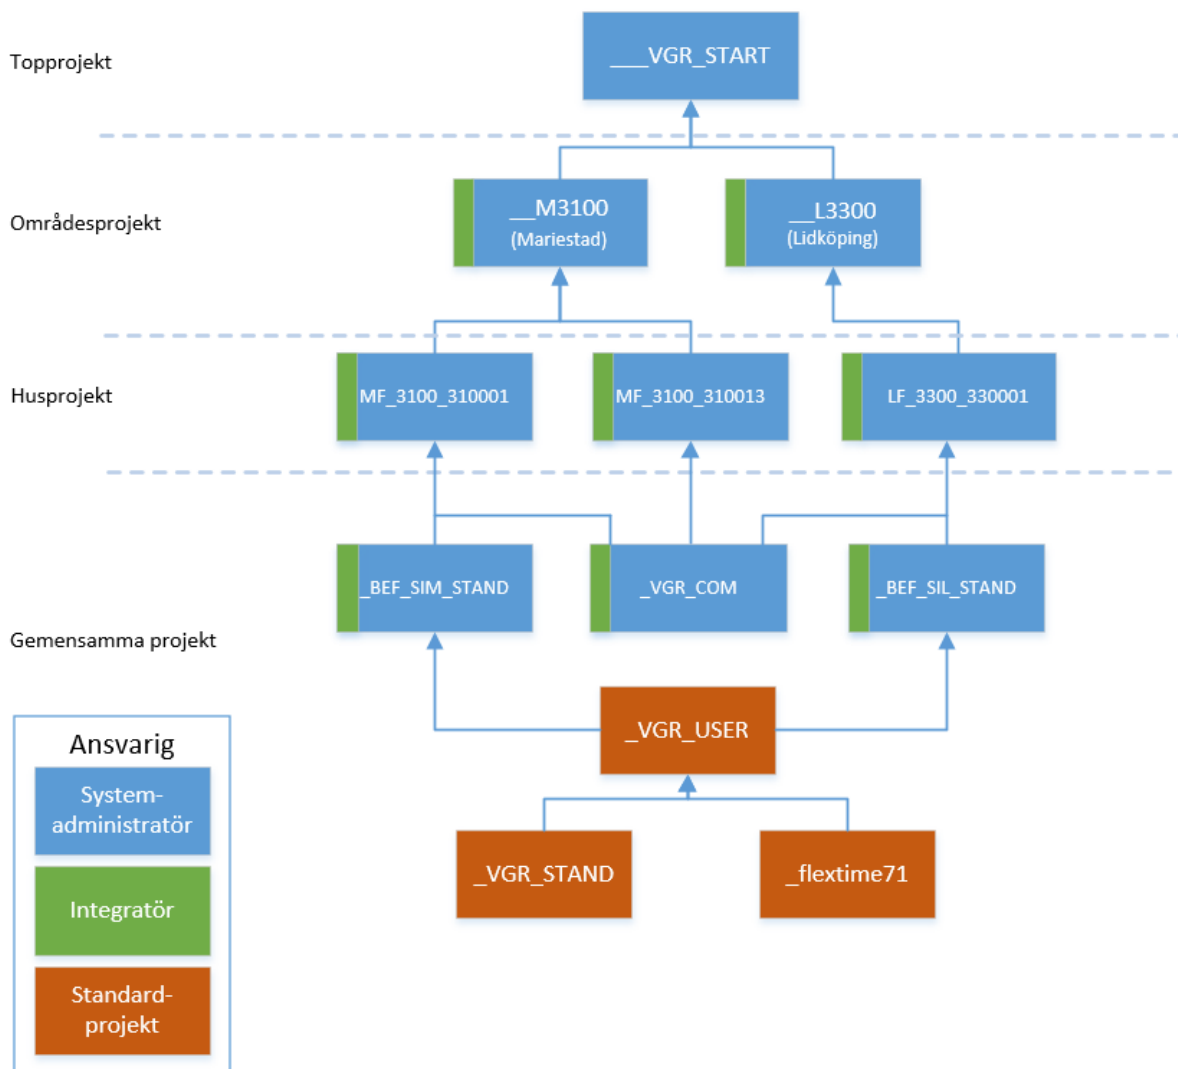 Topprojekt
___VGR_START
Områdesprojekt
__M3100
(Mariestad)
__L3300
(Lidköping)
Husprojekt
MF_3100_310001
MF_3100_310013
LF_3300_330001
_BEF_SIM_STAND
_VGR_COM
_BEF_SIL_STAND
Gemensamma projekt
_VGR_USER
_VGR_STAND
_flextime71
Ansvarig
System-
administratör
Integratör
Standard-
projekt